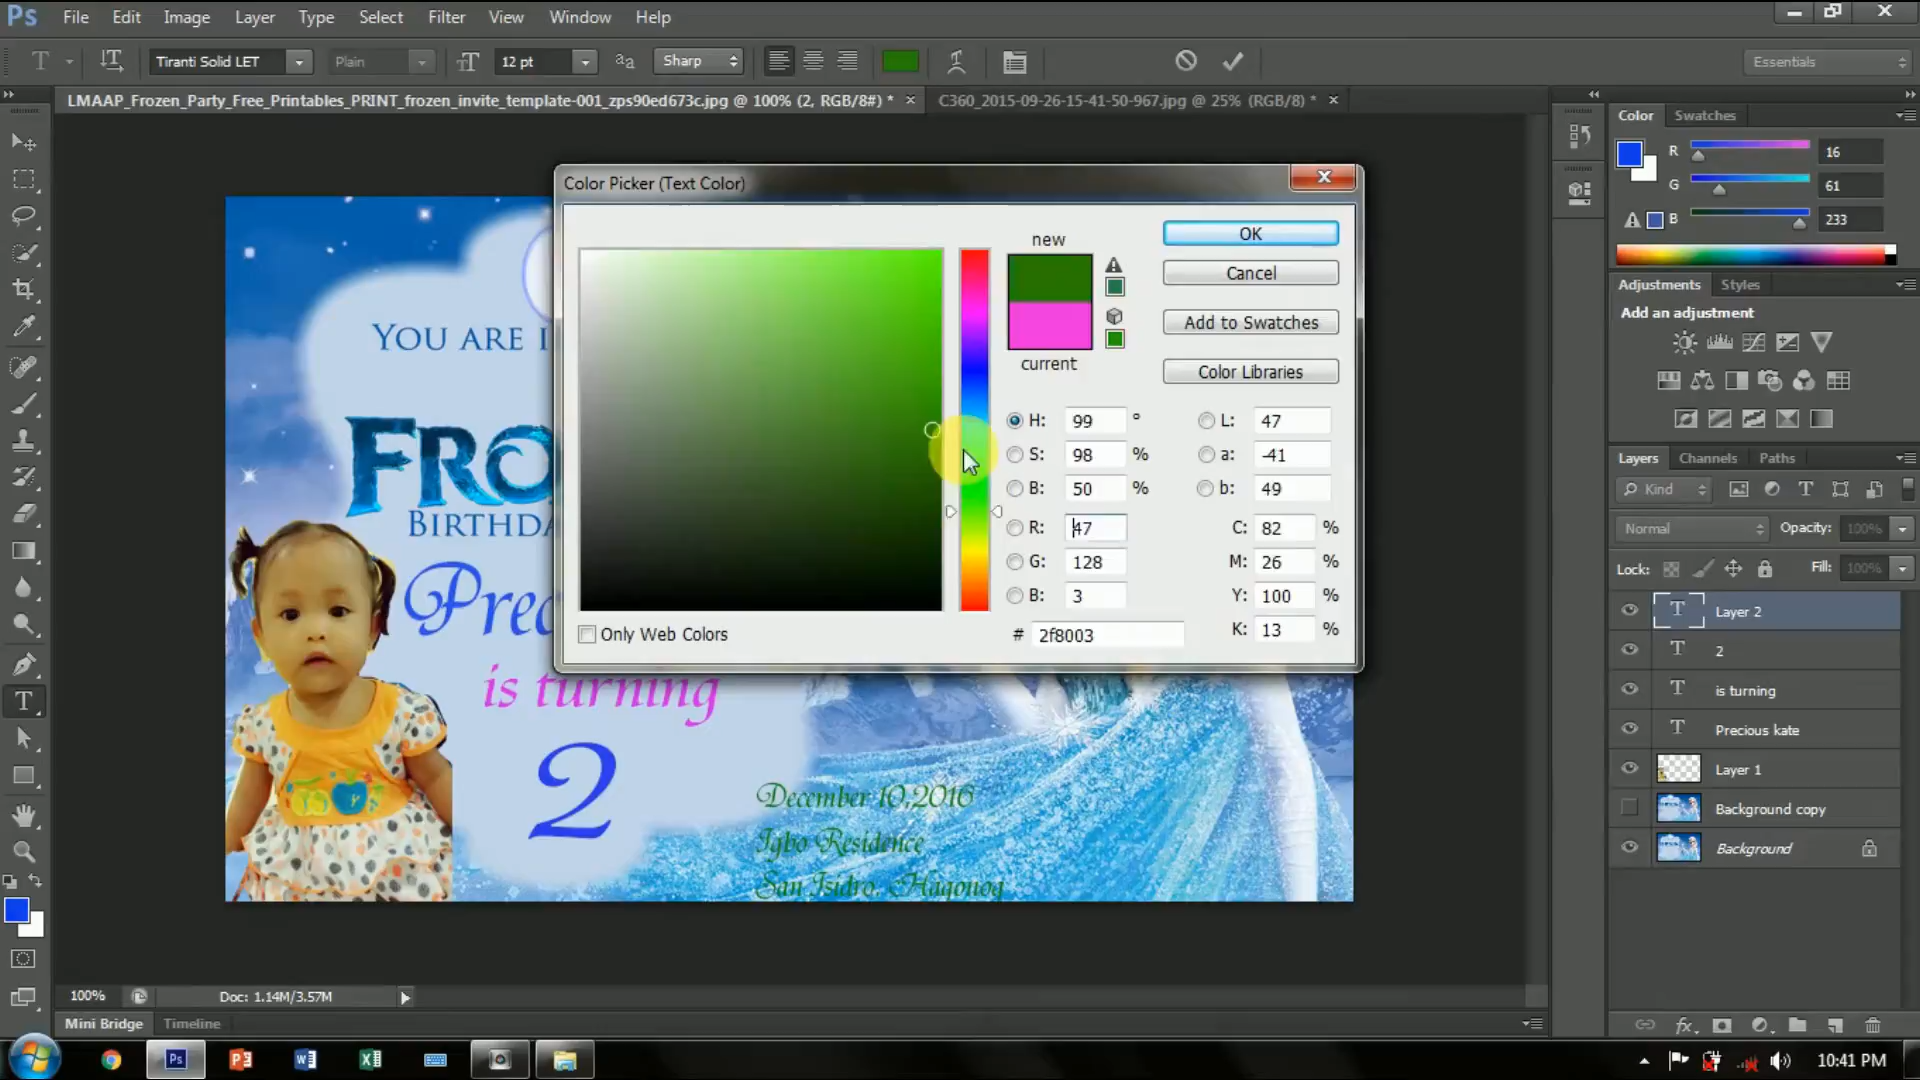 Ps File Edit Image Layer Type Select Filter View Window Help
T Tiranti Solid LET Plain 12 pt aa Sharp Essentials
LMAAP_Frozen_Party_Free_Printables_PRINT_frozen_invite_template-001_zps90ed673c.jpg @ 100% (2, RGB/8#) * × C360_2015-09-26-15-41-50-967.jpg @ 25% (RGB/8) * ×
Color Picker (Text Color)
new
current
OK
Cancel
Add to Swatches
Color Libraries
H: 99 ° L: 47
S: 98 % a: -41
B: 50 % b: 49
R: 47 C: 82 %
G: 128 M: 26 %
B: 3 Y: 100 %
# 2f8003 K: 13 %
Only Web Colors
YOU ARE I
FRO
BIRTHDA
Prec
is turning
2
December 10,2016
Igbo Residence
San Isidro, Hagonog
Color Swatches
R 16
G 61
B 233
Adjustments Styles
Add an adjustment
Layers Channels Paths
Kind
Normal Opacity: 100%
Lock: Fill: 100%
T Layer 2
T 2
T is turning
T Precious kate
Layer 1
Background copy
Background
100% Doc: 1.14M/3.57M
Mini Bridge Timeline
10:41 PM